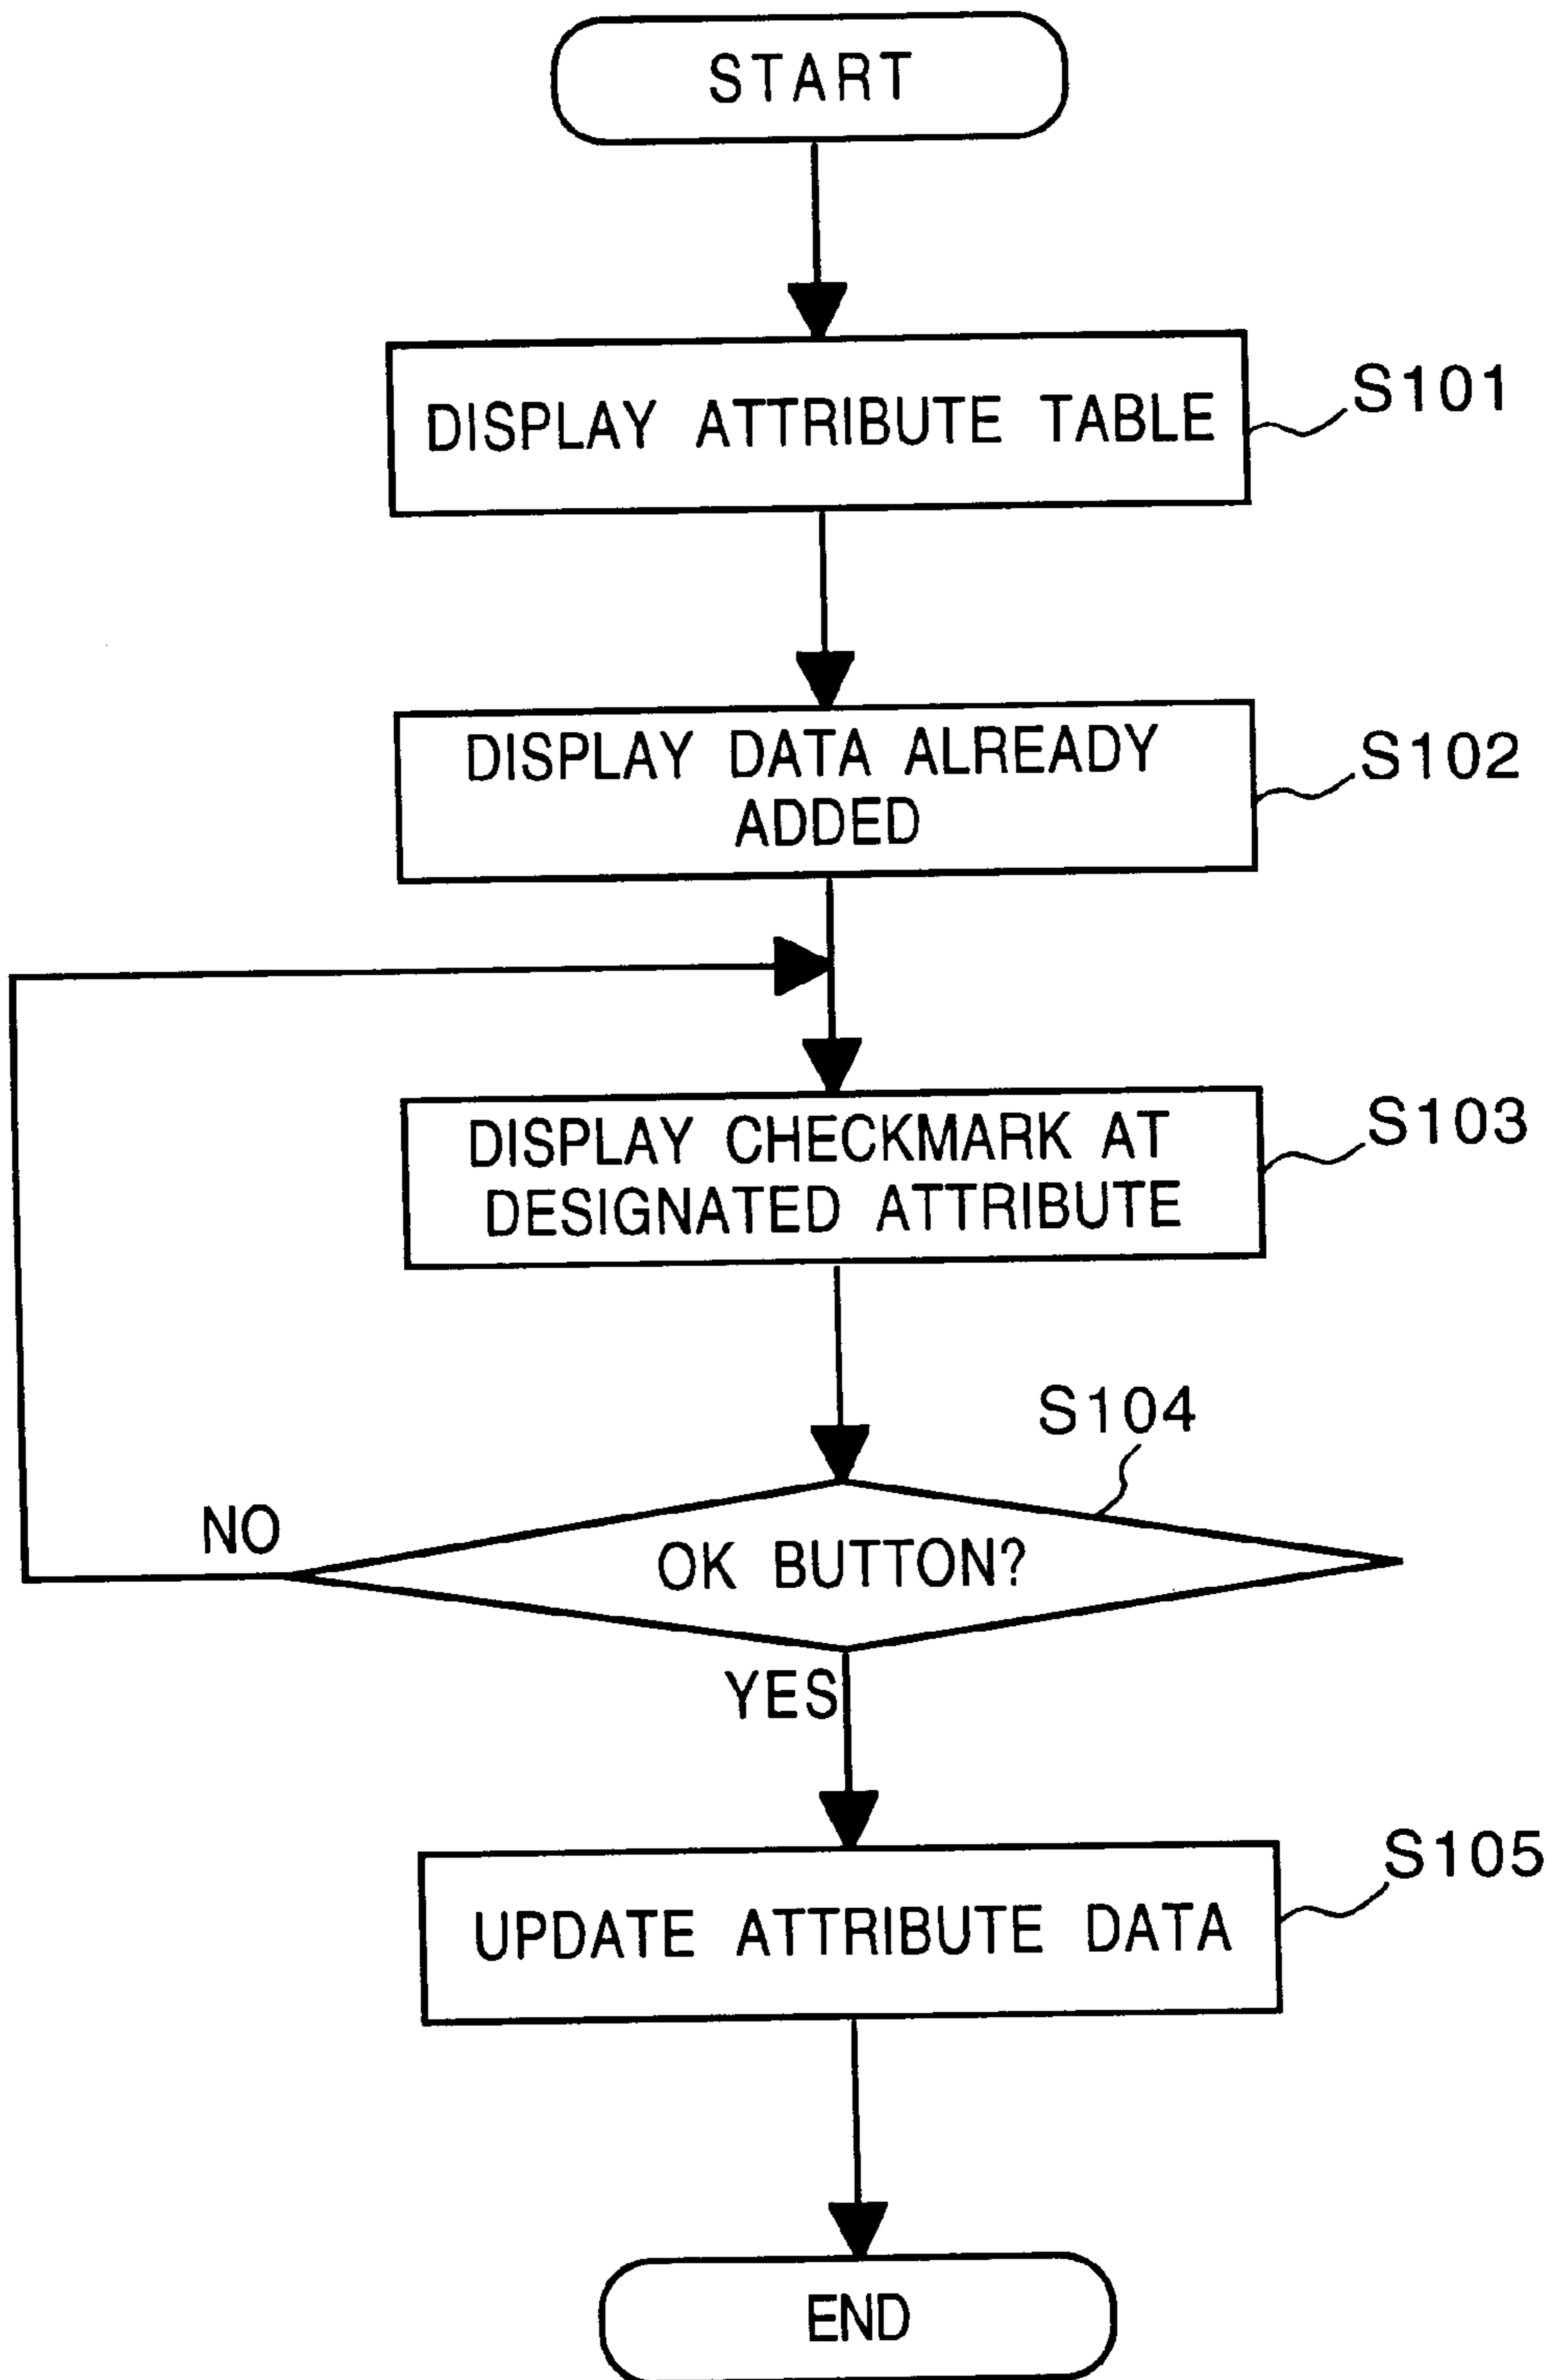 START
DISPLAY ATTRIBUTE TABLE
S101
DISPLAY DATA ALREADY
ADDED
S102
DISPLAY CHECKMARK AT
DESIGNATED ATTRIBUTE
S103
S104
NO
OK BUTTON?
YES
UPDATE ATTRIBUTE DATA
S105
END